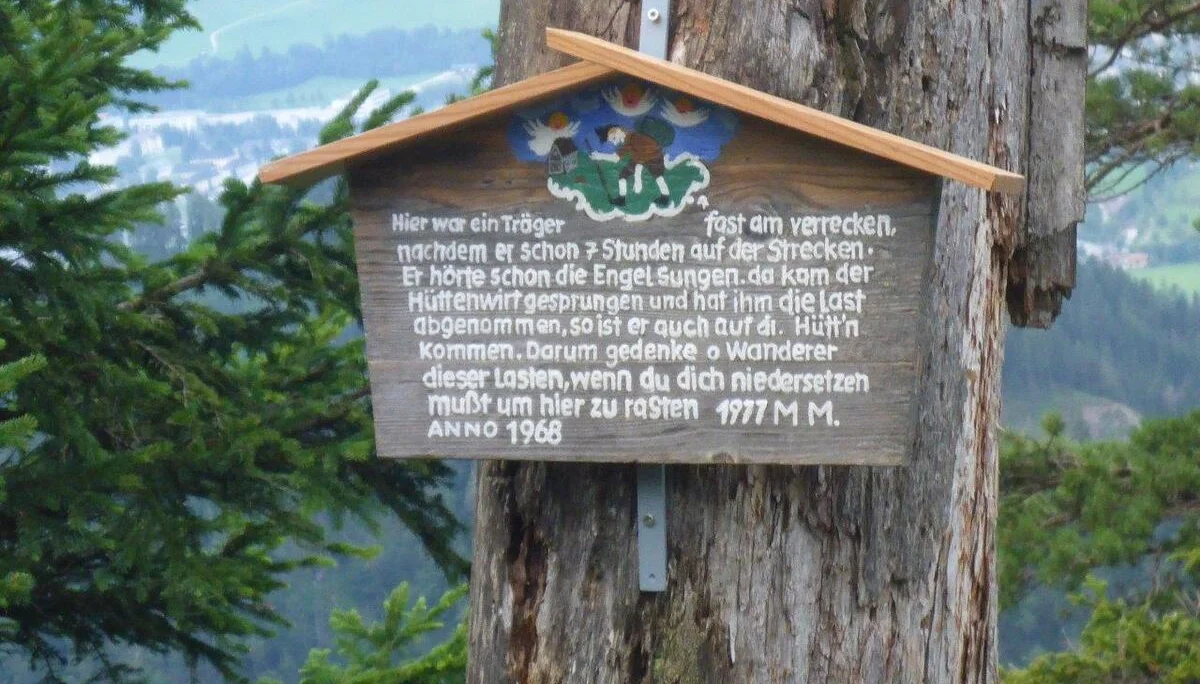 Hier war ein Träger fast am verrecken,
nachdem er schon 7 Stunden auf der Strecken.
Er hörte schon die Engel sungen. da kam der
Hüttenwirt gesprungen und hat ihm die Last
abgenommen, so ist er auch auf di. Hütt'n
kommen. Darum gedenke o Wanderer
dieser Lasten, wenn du dich niedersetzen
mußt um hier zu rasten 1977 M M.
ANNO 1968